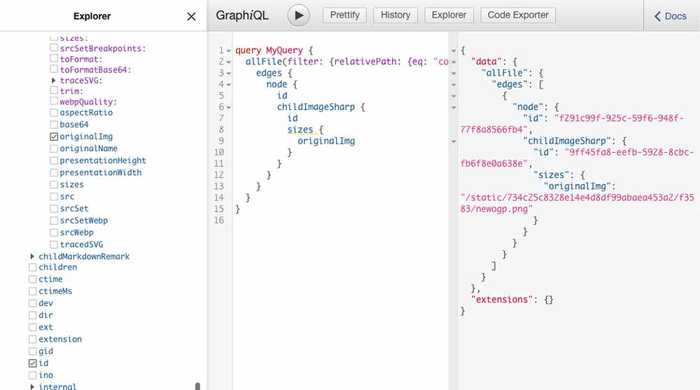 Explorer
GraphiQL
Prettify
History
Explorer
Code Exporter
Docs
sizes:
srcSetBreakpoints:
toFormat:
toFormatBase64:
traceSVG:
trim:
webpQuality:
aspectRatio
base64
originalImg
originalName
presentationHeight
presentationWidth
sizes
src
srcSet
srcSetWebp
srcWebp
tracedSVG
childMarkdownRemark
children
ctime
ctimeMs
dev
dir
ext
extension
gid
id
ino
internal
1 query MyQuery {
2 allFile(filter: {relativePath: {eq: "co
3 edges {
4 node {
5 id
6 childImageSharp {
7 id
8 sizes {
9 originalImg
10 }
11 }
12 }
13 }
14 }
15 }
16
{
"data": {
"allFile": {
"edges": [
{
"node": {
"id": "f291c99f-925c-59f6-948f-
77f8a8566fb4",
"childImageSharp": {
"id": "9ff45fa8-eefb-5928-8cbc-
fb6f8e0a638e",
"sizes": {
"originalImg":
"/static/734c25c8328e14e4d8df99abaea453a2/f35
83/newogp.png"
}
}
}
}
]
}
},
"extensions": {}
}